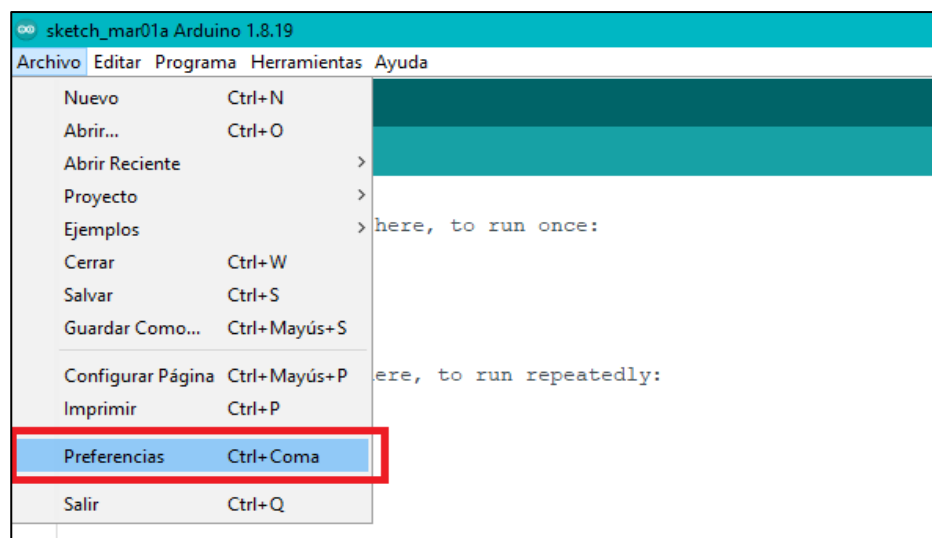 sketch_mar01a Arduino 1.8.19
Archivo Editar Programa Herramientas Ayuda
Nuevo Ctrl+N
Abrir... Ctrl+O
Abrir Reciente
Proyecto
Ejemplos
here, to run once:
Cerrar Ctrl+W
Salvar Ctrl+S
Guardar Como... Ctrl+Mayús+S
Configurar Página Ctrl+Mayús+P
ere, to run repeatedly:
Imprimir Ctrl+P
Preferencias Ctrl+Coma
Salir Ctrl+Q